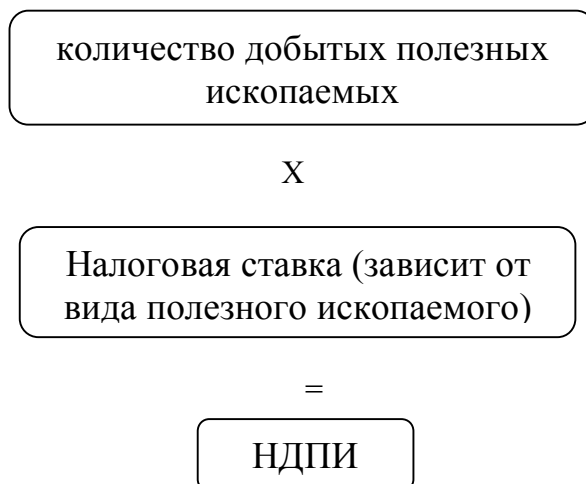 количество добытых полезных
ископаемых
X
Налоговая ставка (зависит от
вида полезного ископаемого)
=
НДПИ